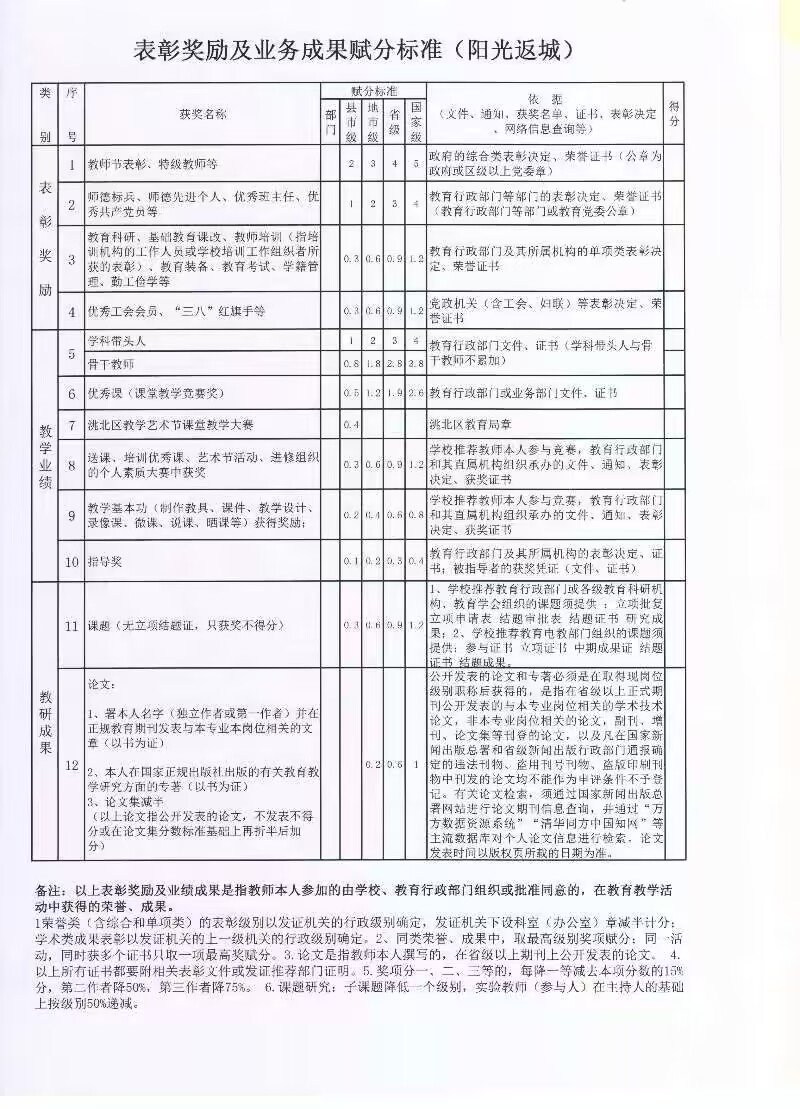 表彰奖励及业务成果赋分标准（阳光返城）
类别
序号
获奖名称
赋分标准
部门
县市级
地市级
省级
国家级
依 据
（文件、通知、获奖名单、证书、表彰决定
、网络信息查询等）
得分
表彰奖励
1
教师节表彰、特级教师等
2 3 4 5
政府的综合类表彰决定、荣誉证书（公章为
政府或区级以上党委章）
2
师德标兵、师德先进个人、优秀班主任、优
秀共产党员等
1 2 3 4
教育行政部门等部门的表彰决定、荣誉证书
（教育行政部门等部门或教育党委公章）
3
教育科研、基础教育课改、教师培训（指培
训机构的工作人员或学校培训工作组织者所
获的表彰）、教育装备、教育考试、学籍管
理、勤工俭学等
0.3 0.6 0.9 1.2
教育行政部门及其所属机构的单项类表彰决
定、荣誉证书
4
优秀工会会员、“三八”红旗手等
0.3 0.6 0.9 1.2
党政机关（含工会、妇联）等表彰决定、荣
誉证书
教学业绩
5
学科带头人
1 2 3 4
骨干教师
0.8 1.8 2.8 3.8
教育行政部门文件、证书（学科带头人与骨
干教师不累加）
6
优秀课（课堂教学竞赛奖）
0.5 1.2 1.9 2.6
教育行政部门或业务部门文件、证书
7
洮北区教学艺术节课堂教学大赛
0.4
洮北区教育局章
8
送课、培训优秀课、艺术节活动、进修组织
的个人素质大赛中获奖
0.3 0.6 0.9 1.2
学校推荐教师本人参与竞赛，教育行政部门
和其直属机构组织承办的文件、通知、表彰
决定、获奖证书
9
教学基本功（制作教具、课件、教学设计、
录像课、微课、说课、晒课等）获得奖励；
0.2 0.4 0.6 0.8
学校推荐教师本人参与竞赛，教育行政部门
和其直属机构组织承办的文件、通知、表彰
决定、获奖证书
10
指导奖
0.1 0.2 0.3 0.4
教育行政部门及其所属机构的表彰决定、证
书；被指导者的获奖凭证（文件、证书）
教研成果
11
课题（无立项结题证，只获奖不得分）
0.3 0.6 0.9 1.2
1、学校推荐教育行政部门或各级教育科研机
构、教育学会组织的课题须提供 ：立项批复
立项申请表 结题审批表 结题证书 研究成
果；2、学校推荐教育电教部门组织的课题须
提供：参与证书 立项证书 中期成果证 结题
证书 结题成果。
12
论文：
1、署本人名字（独立作者或第一作者）并在
正规教育期刊发表与本专业本岗位相关的文
章（以书为证）
2、本人在国家正规出版社出版的有关教育教
学研究方面的专著（以书为证）
3、论文集减半
（以上论文指公开发表的论文，不发表不得
分或在论文集分数标准基础上再折半后加
分）
0.2 0.6 1
公开发表的论文和专著必须是在取得现岗位
级别职称后获得的，是指在省级以上正式期
刊公开发表的与本专业岗位相关的学术技术
论文，非本专业岗位相关的论文，副刊、增
刊、论文集等刊登的论文，以及凡在国家新
闻出版总署和省级新闻出版行政部门通报确
定的违法刊物、盗用刊号刊物、盗版印刷刊
物中刊发的论文均不能作为申评条件不予登
记。有关论文检索，须通过国家新闻出版总
署网站进行论文期刊信息查询，并通过“万
方数据资源系统”“清华同方中国知网”等
主流数据库对个人论文信息进行检索，论文
发表时间以版权页所载的日期为准。
备注：以上表彰奖励及业绩成果是指教师本人参加的由学校、教育行政部门组织或批准同意的，在教育教学活
动中获得的荣誉、成果。
1荣誉类（含综合和单项类）的表彰级别以发证机关的行政级别确定，发证机关下设科室（办公室）章减半计分；
学术类成果表彰以发证机关的上一级机关的行政级别确定。2、同类荣誉、成果中，取最高级别奖项赋分；同一活
动，同时获多个证书只取一项最高奖赋分。3.论文是指教师本人撰写的，在省级以上期刊上公开发表的论文。 4.
以上所有证书都要附相关表彰文件或发证推荐部门证明。5.奖项分一、二、三等的，每降一等减去本项分数的15%
分，第二作者降50%、第三作者降75%。 6.课题研究：子课题降低一个级别，实验教师（参与人）在主持人的基础
上按级别50%递减。